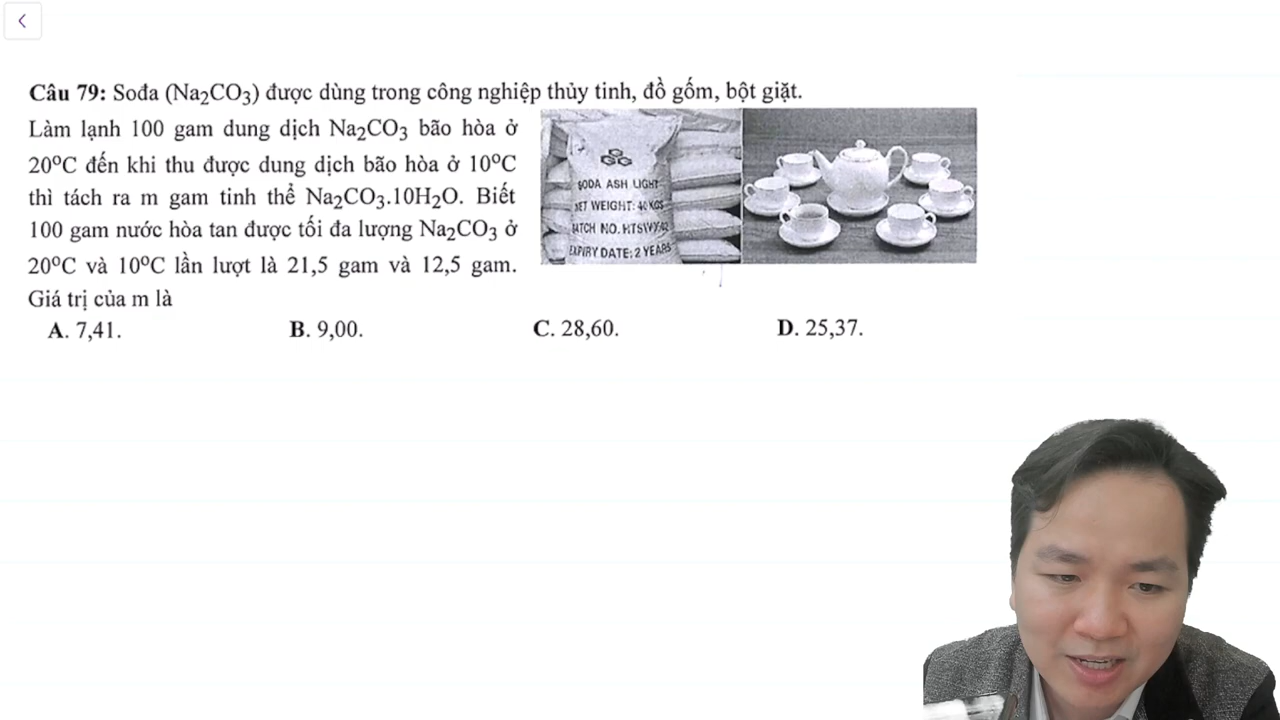 Câu 79: Sođa (Na₂CO₃) được dùng trong công nghiệp thủy tinh, đồ gốm, bột giặt.
Làm lạnh 100 gam dung dịch Na₂CO₃ bão hòa ở
20ºC đến khi thu được dung dịch bão hòa ở 10ºC
thì tách ra m gam tinh thể Na₂CO₃.10H₂O. Biết
100 gam nước hòa tan được tối đa lượng Na₂CO₃ ở
20ºC và 10ºC lần lượt là 21,5 gam và 12,5 gam.
Giá trị của m là
A. 7,41. B. 9,00. C. 28,60. D. 25,37.
SODA ASH LIGHT
NET WEIGHT: 40 KGS
BATCH NO.
EXPIRY DATE: 2 YEARS